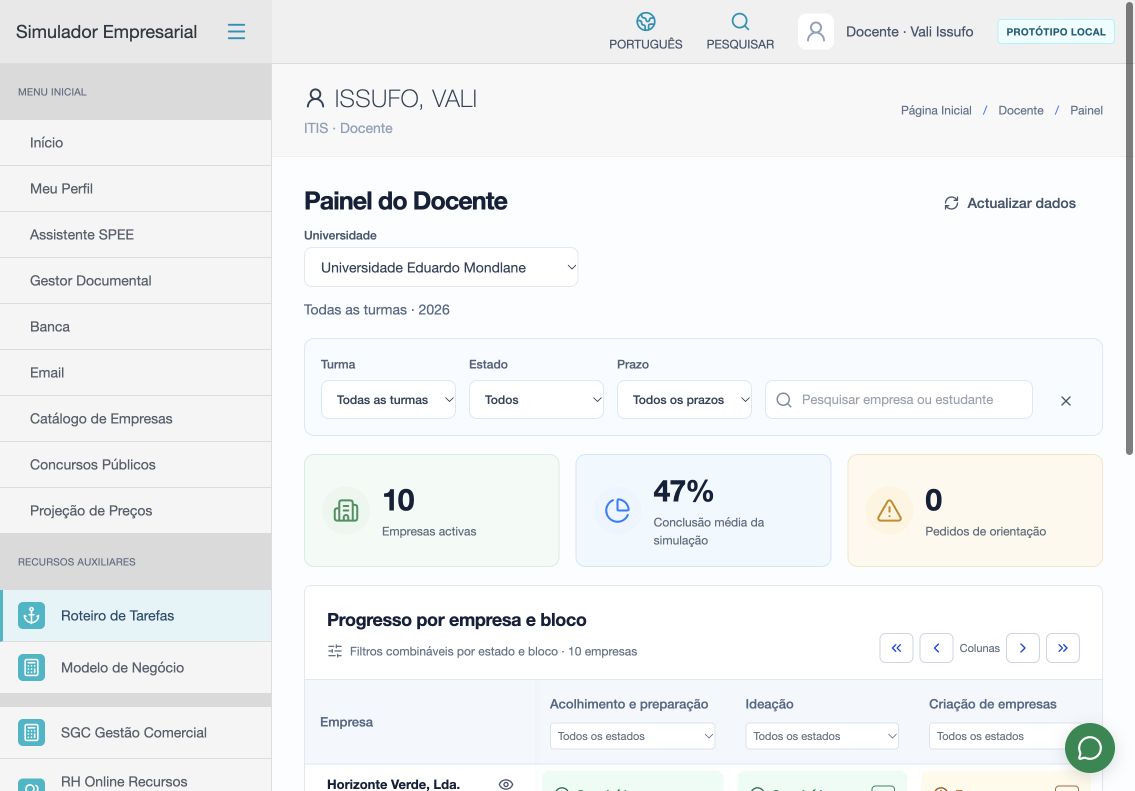 Simulador Empresarial
PORTUGUÊS
PESQUISAR
Docente · Vali Issufo
PROTÓTIPO LOCAL
MENU INICIAL
Início
Meu Perfil
Assistente SPEE
Gestor Documental
Banca
Email
Catálogo de Empresas
Concursos Públicos
Projeção de Preços
RECURSOS AUXILIARES
Roteiro de Tarefas
Modelo de Negócio
SGC Gestão Comercial
RH Online Recursos
ISSUFO, VALI
ITIS · Docente
Página Inicial / Docente / Painel
Painel do Docente
Actualizar dados
Universidade
Universidade Eduardo Mondlane
Todas as turmas · 2026
Turma
Estado
Prazo
Todas as turmas
Todos
Todos os prazos
Pesquisar empresa ou estudante
10
Empresas activas
47%
Conclusão média da
simulação
0
Pedidos de orientação
Progresso por empresa e bloco
Filtros combináveis por estado e bloco · 10 empresas
Colunas
Empresa
Acolhimento e preparação
Ideação
Criação de empresas
Todos os estados
Todos os estados
Todos os estados
Horizonte Verde, Lda.